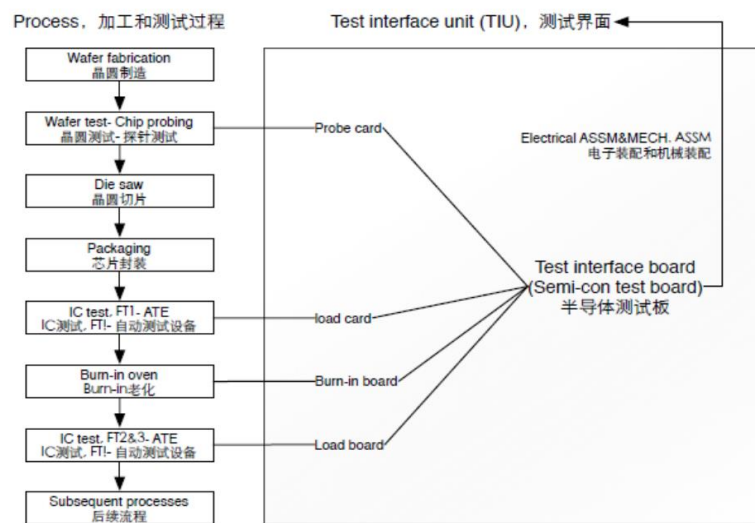 Process，加工和测试过程
Test interface unit (TIU)，测试界面
Wafer fabrication
晶圆制造
Wafer test- Chip probing
晶圆测试- 探针测试
Probe card
Electrical ASSM&MECH. ASSM
电子装配和机械装配
Die saw
晶圆切片
Packaging
芯片封装
Test interface board
(Semi-con test board)
半导体测试板
IC test, FT1- ATE
IC测试, FT!- 自动测试设备
load card
Burn-in oven
Burn-in老化
Burn-in board
IC test, FT2&3- ATE
IC测试, FT!- 自动测试设备
Load board
Subsequent processes
后续流程